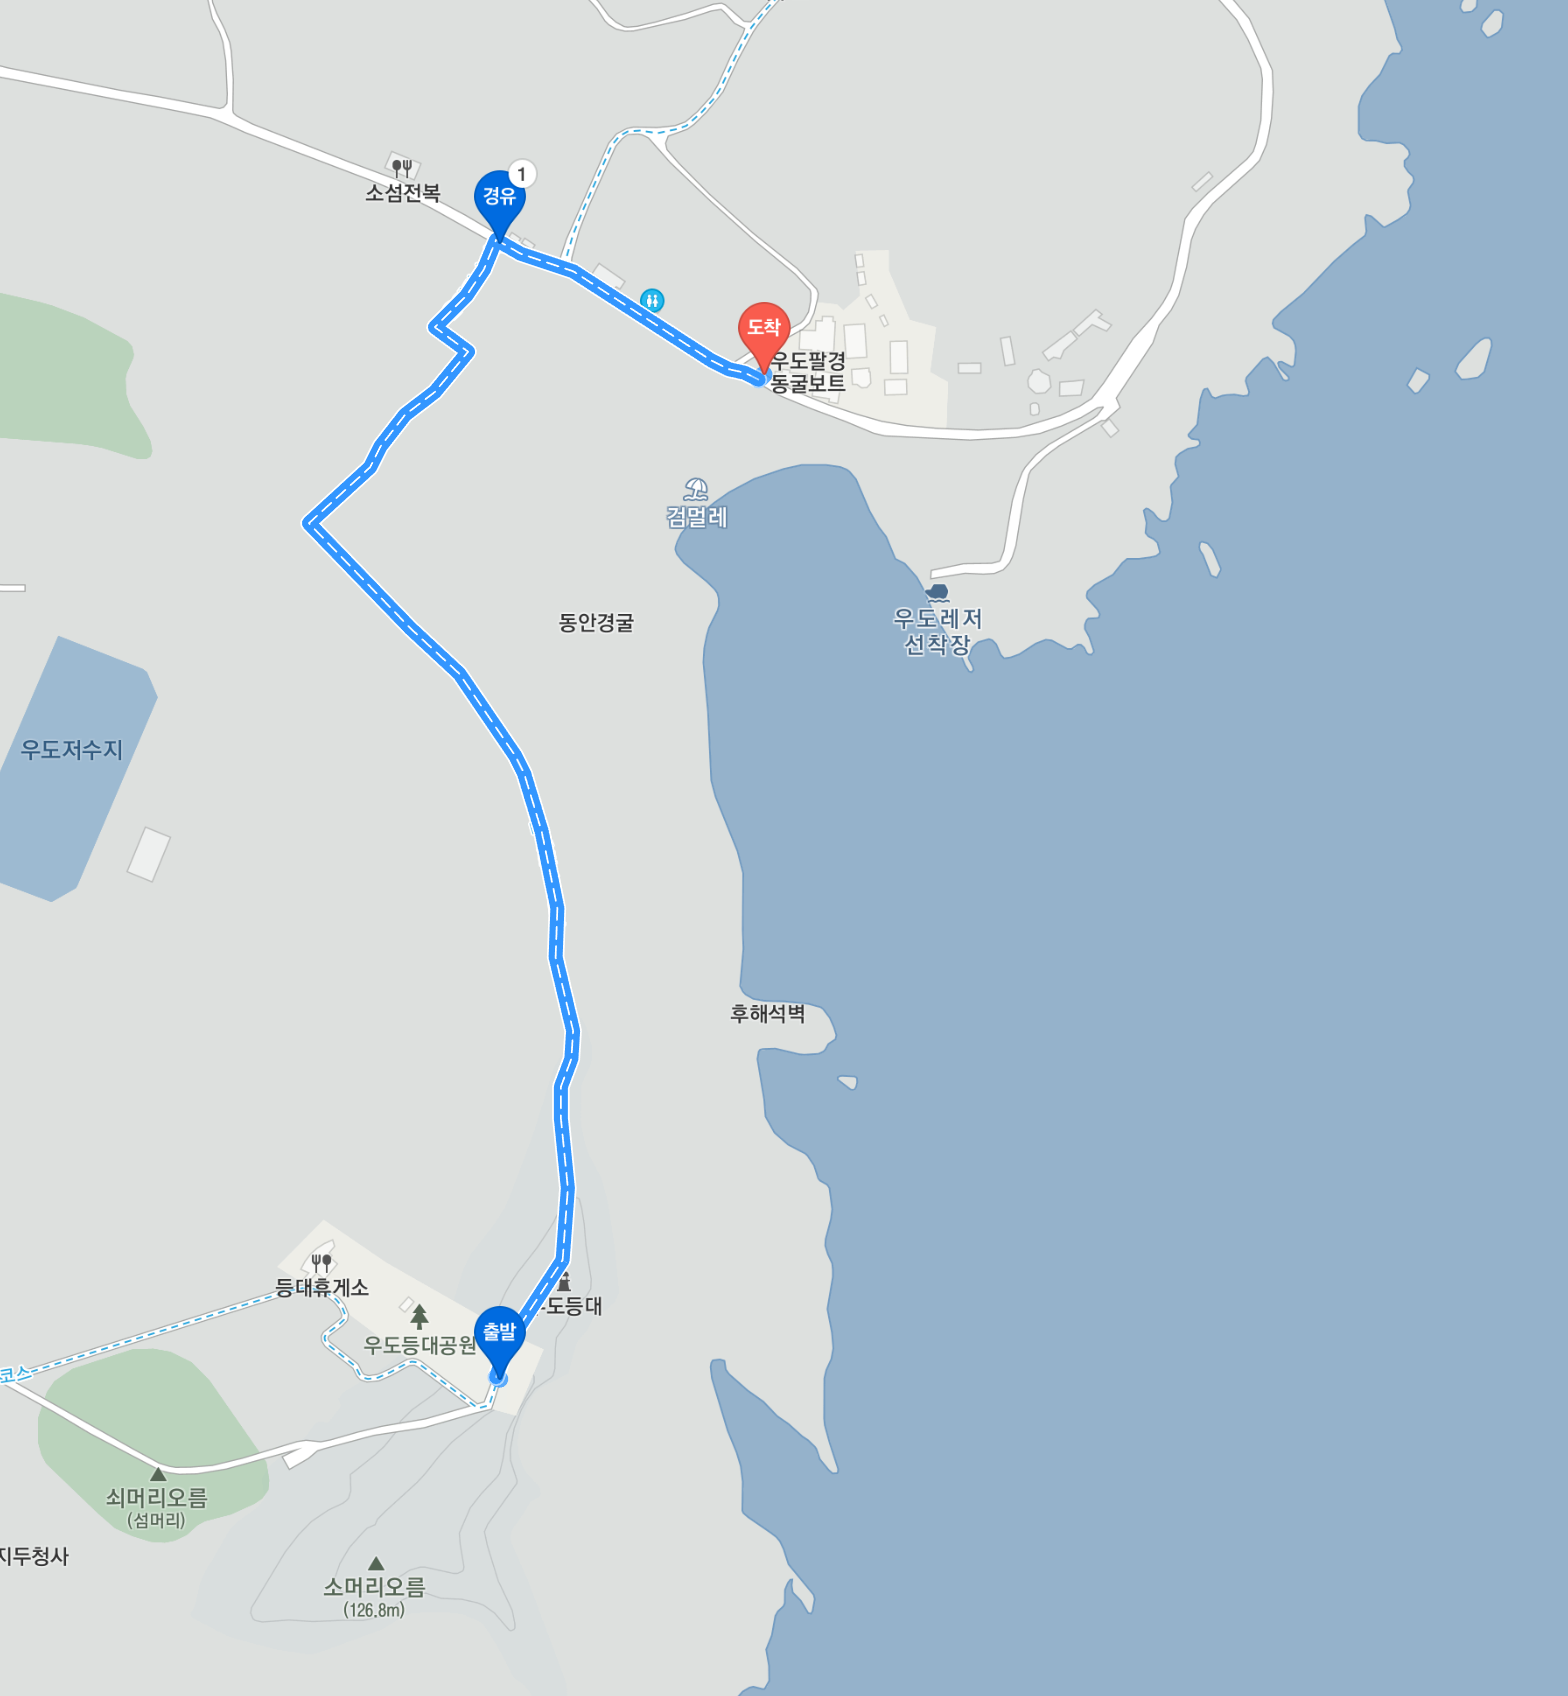 소섬전복
경유
1
도착
우도팔경
동굴보트
검멀레
동안경굴
우도레저
선착장
우도저수지
후해석벽
등대휴게소
우도등대공원
도등대
출발
코스
쇠머리오름
(섬머리)
지두청사
소머리오름
(126.8m)